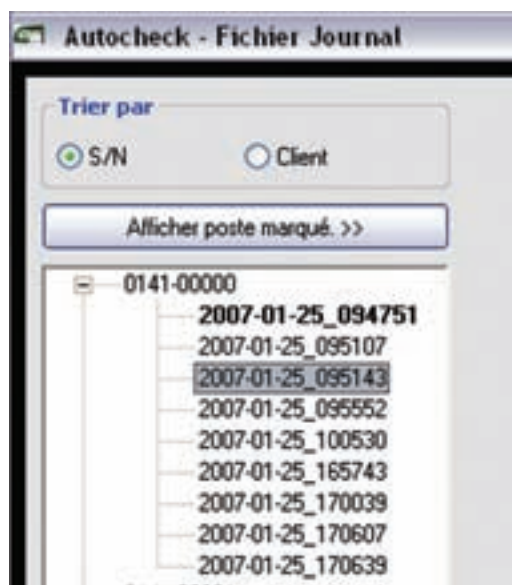 Autocheck - Fichier Journal
Trier par
S/N Client
Afficher poste marqué. >>
0141-00000
2007-01-25_094751
2007-01-25_095107
2007-01-25_095143
2007-01-25_095552
2007-01-25_100530
2007-01-25_165743
2007-01-25_170039
2007-01-25_170607
2007-01-25_170639